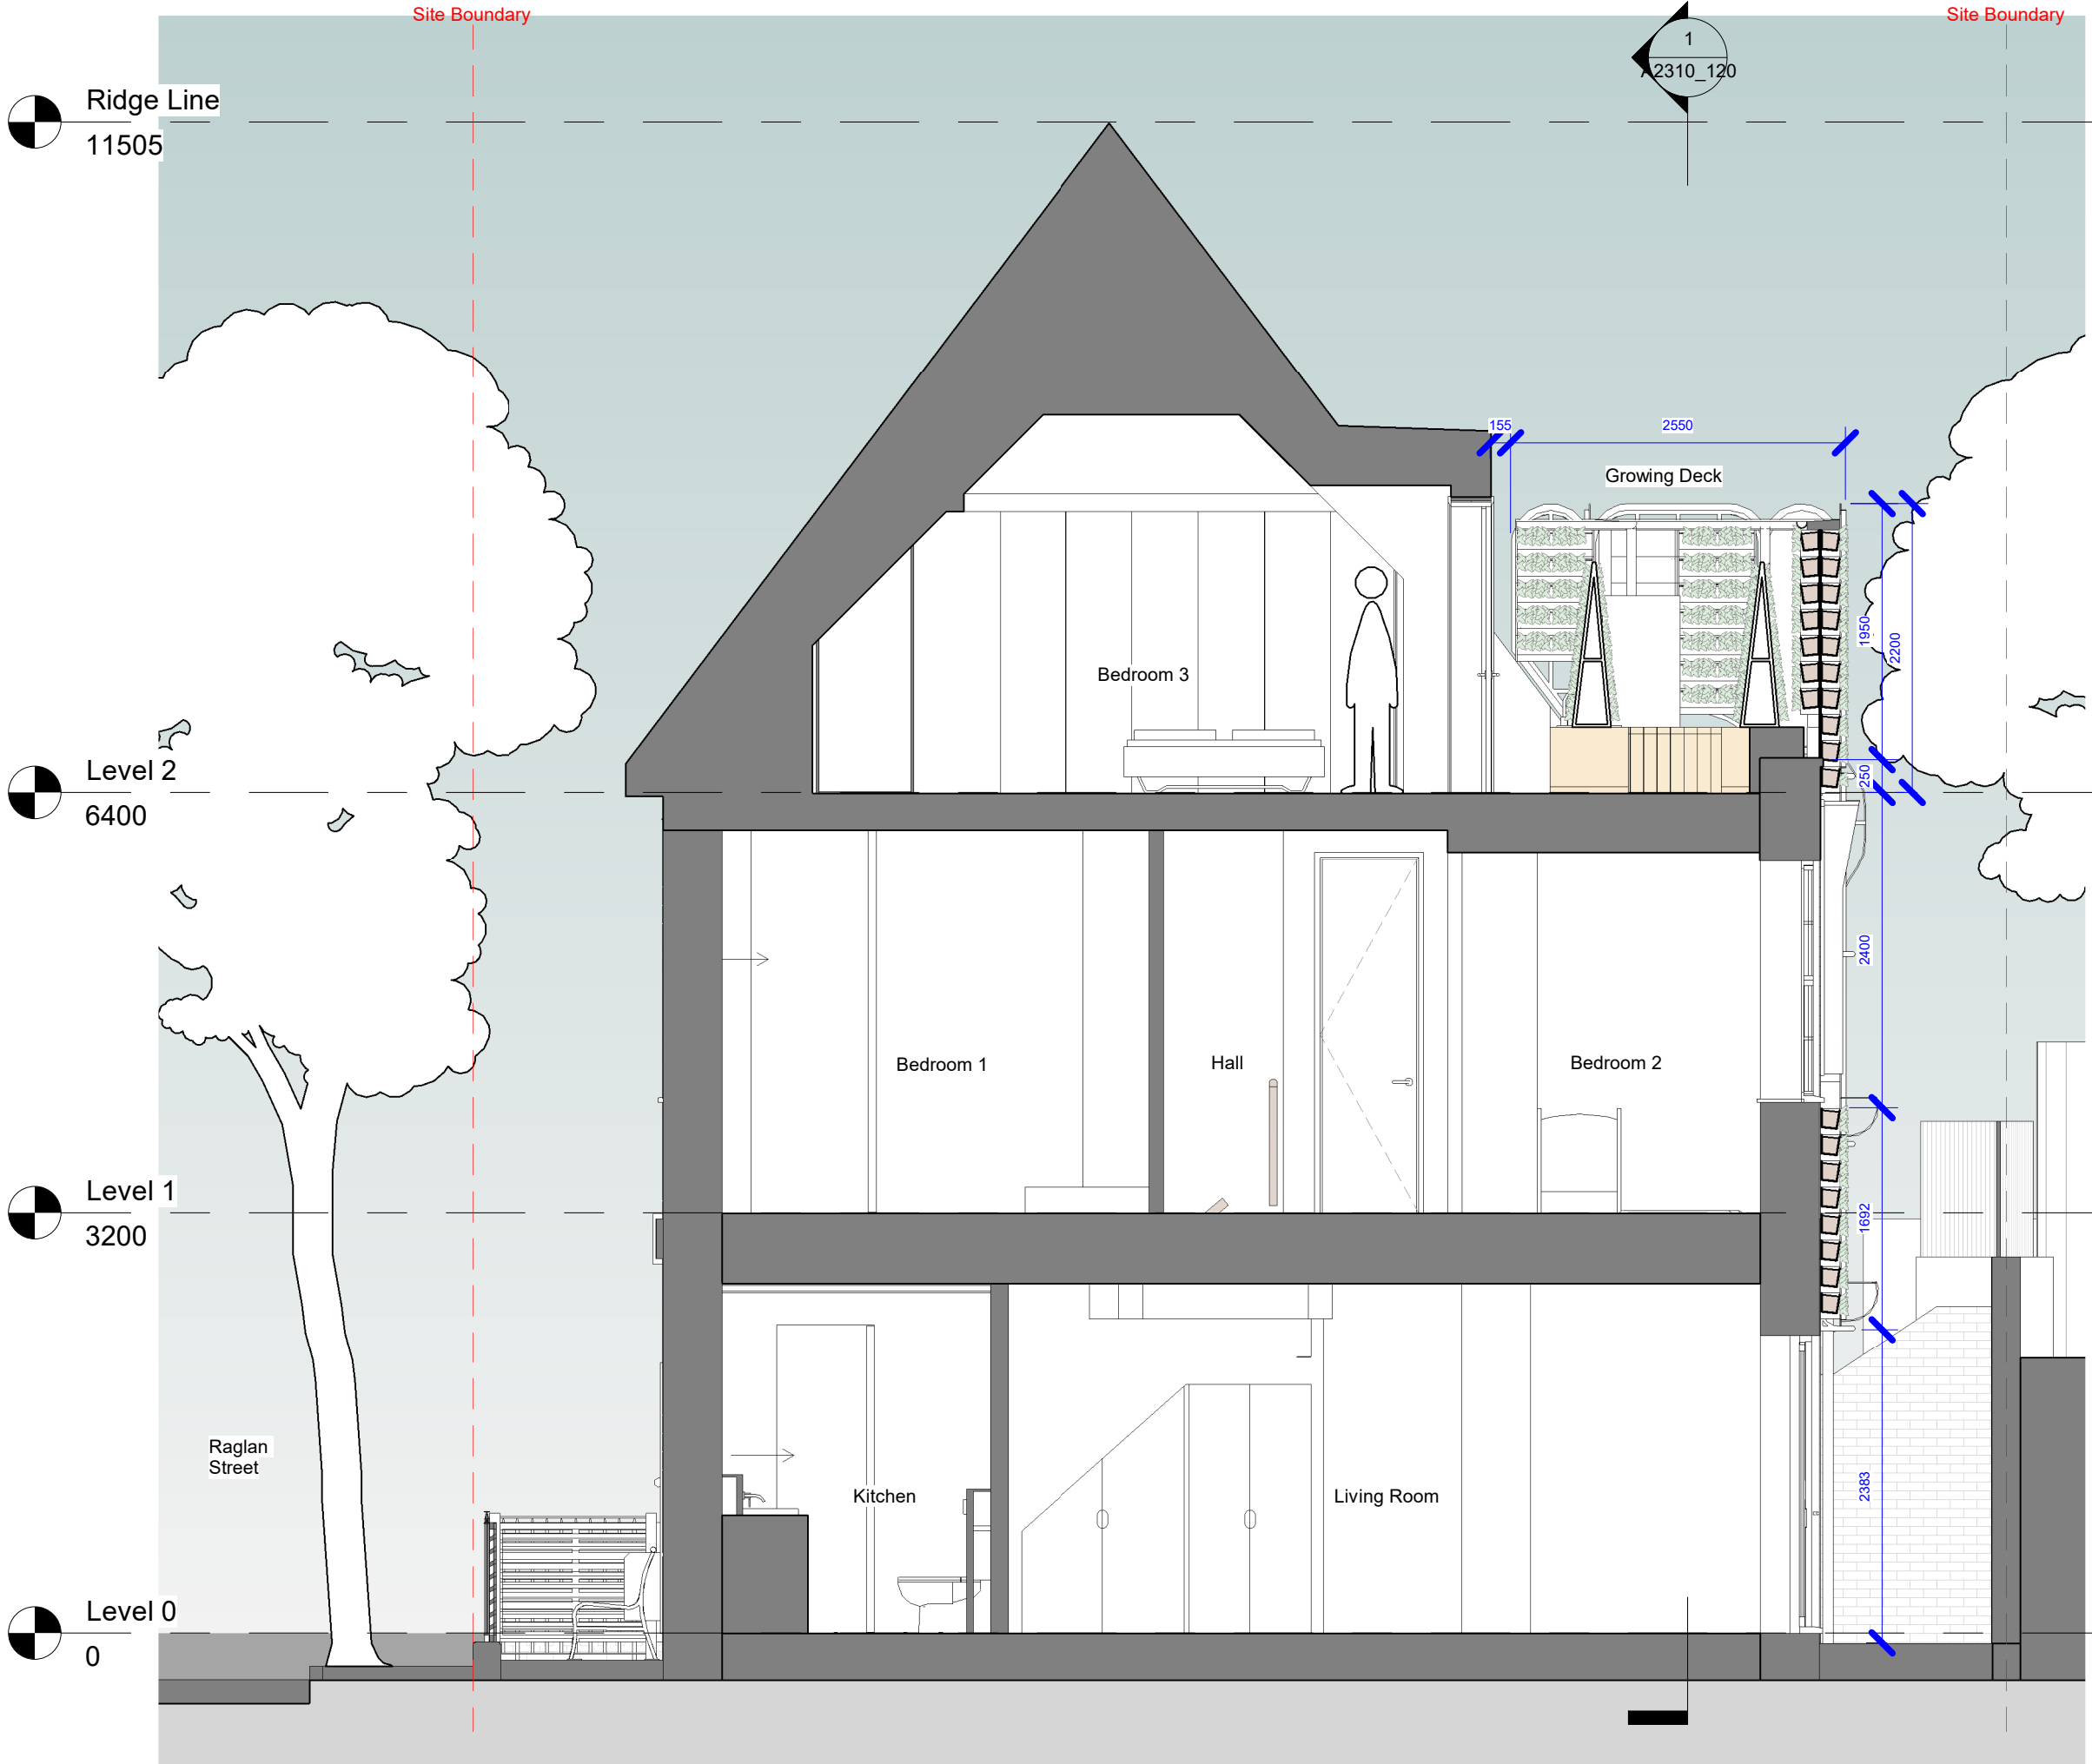 Site Boundary
Site Boundary
1
A2310_120
Ridge Line
11505
155
2550
Growing Deck
1950
2200
Bedroom 3
Level 2
6400
250
2400
Bedroom 1
Hall
Bedroom 2
Level 1
3200
1692
Raglan
Street
Kitchen
Living Room
2383
Level 0
0